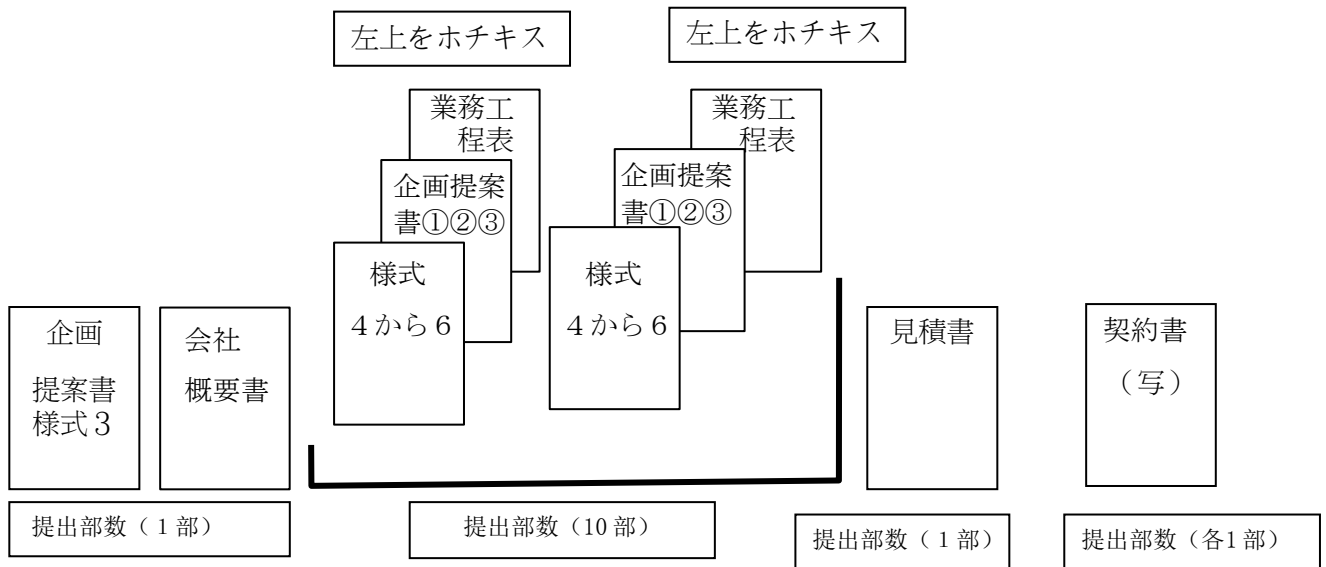 左上をホチキス
左上をホチキス
業務工
程表
企画提案
書①②③
様式
４から６
業務工
程表
企画提案
書①②③
様式
４から６
企画
提案書
様式３
会社
概要書
見積書
契約書
（写）
提出部数（１部）
提出部数（10 部）
提出部数（１部）
提出部数（各1 部）